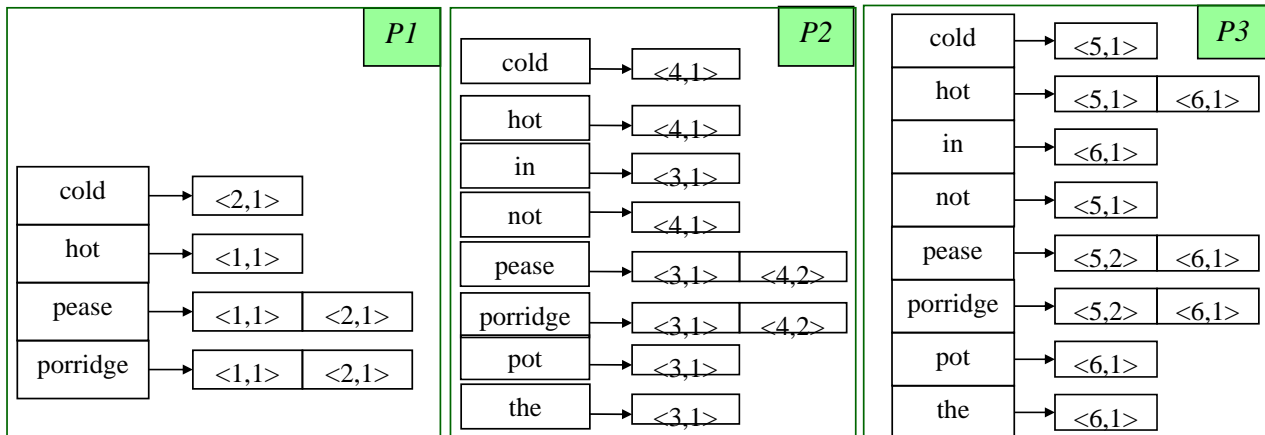 P1
cold <2,1>
hot <1,1>
pease <1,1> <2,1>
porridge <1,1> <2,1>
P2
cold <4,1>
hot <4,1>
in <3,1>
not <4,1>
pease <3,1> <4,2>
porridge <3,1> <4,2>
pot <3,1>
the <3,1>
P3
cold <5,1>
hot <5,1> <6,1>
in <6,1>
not <5,1>
pease <5,2> <6,1>
porridge <5,2> <6,1>
pot <6,1>
the <6,1>